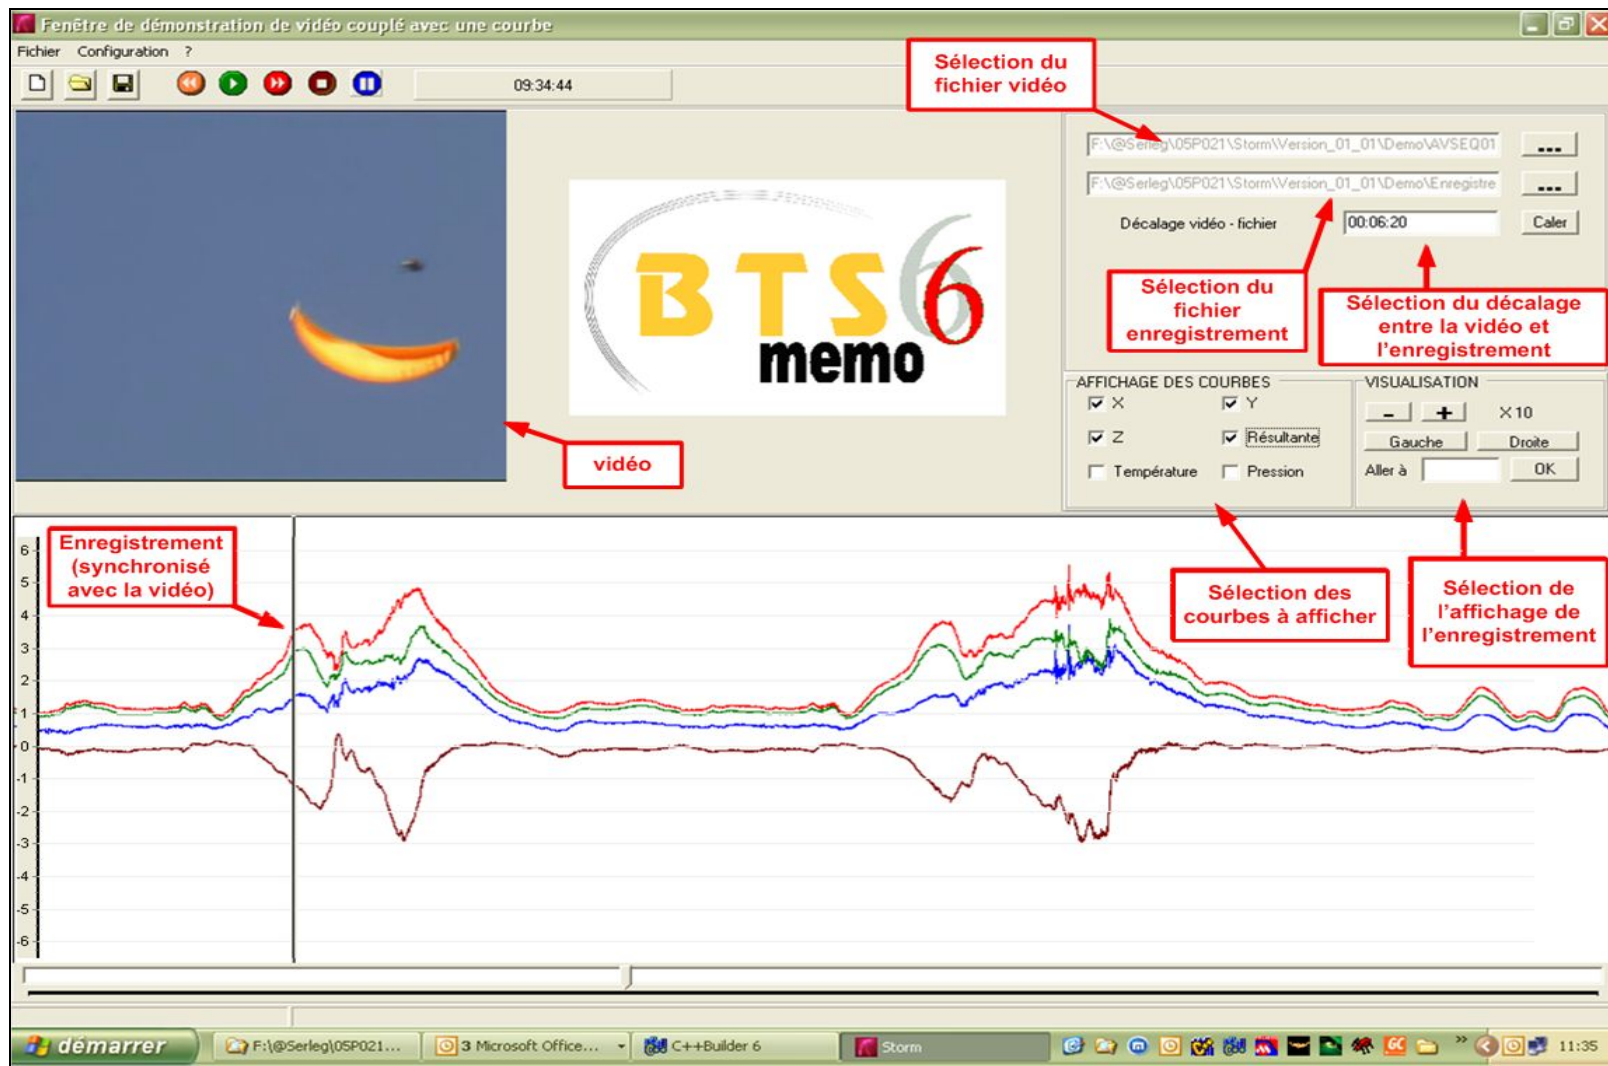 Fenêtre de démonstration de vidéo couplé avec une courbe
Fichier Configuration ?
09:34:44
Sélection du
fichier vidéo
F:\@Serleg\05P021\Storm\Version_01_01\Demo\AVSEQ01
...
F:\@Serleg\05P021\Storm\Version_01_01\Demo\Enregistre
...
Décalage vidéo - fichier 00:06:20 Caler
Sélection du
fichier
enregistrement
Sélection du décalage
entre la vidéo et
l'enregistrement
BTS 6 6
memo
vidéo
AFFICHAGE DES COURBES
X Y
Z Résultante
Température Pression
VISUALISATION
- + X 10
Gauche Droite
Aller à OK
Enregistrement
(synchronisé
avec la vidéo)
Sélection des
courbes à afficher
Sélection de
l'affichage de
l'enregistrement
6
5
4
3
2
1
0
-1
-2
-3
-4
-5
-6
démarrer F:\@Serleg\05P021... 3 Microsoft Office... C++Builder 6 Storm GC 11:35